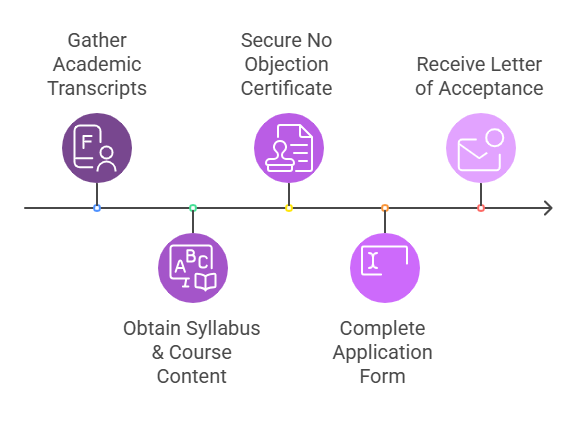 Gather
Academic
Transcripts
F
A B C
Obtain Syllabus
& Course
Content
Secure No
Objection
Certificate
Complete
Application
Form
Receive Letter
of Acceptance